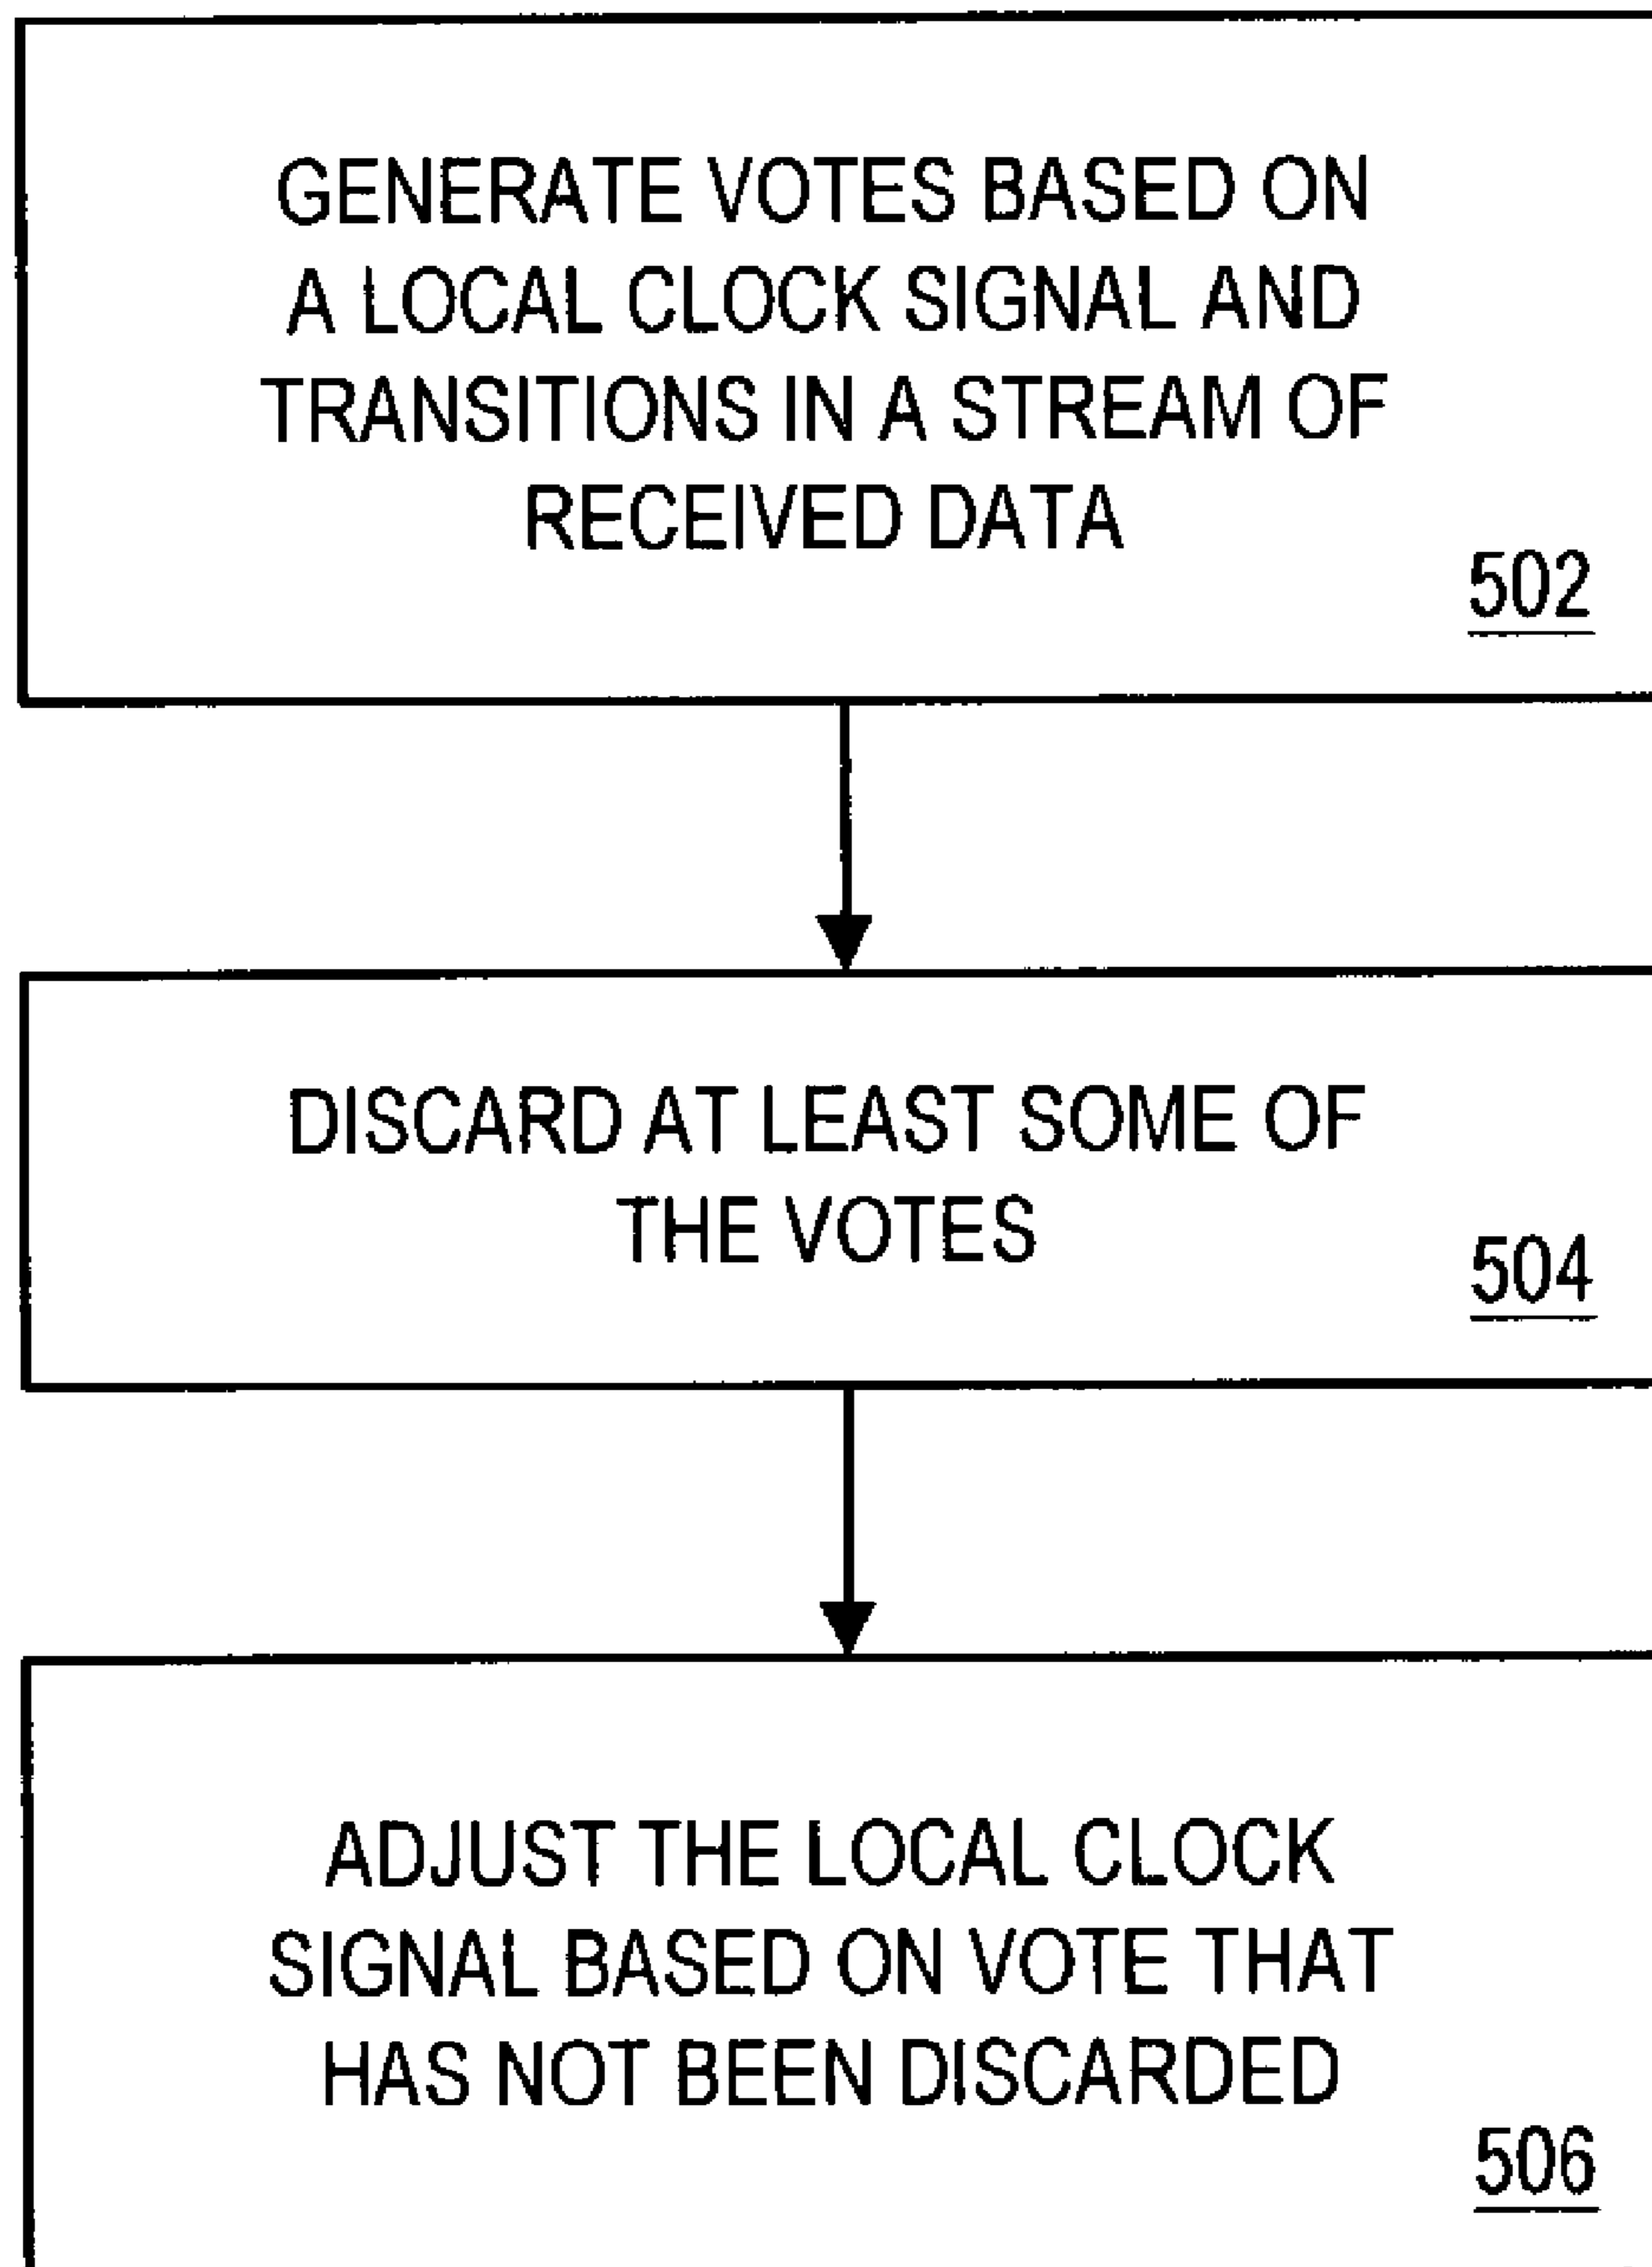 GENERATE VOTES BASED ON
A LOCAL CLOCK SIGNAL AND
TRANSITIONS IN A STREAM OF
RECEIVED DATA
502
DISCARD AT LEAST SOME OF
THE VOTES
504
ADJUST THE LOCAL CLOCK
SIGNAL BASED ON VOTE THAT
HAS NOT BEEN DISCARDED
506